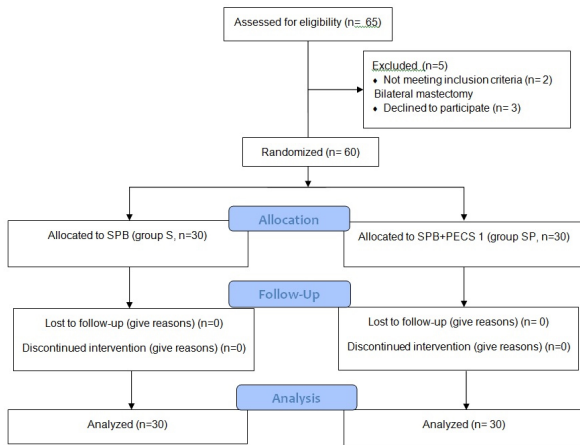 Assessed for eligibility (n= 65)
Excluded (n=5)
♦ Not meeting inclusion criteria (n= 2)
Bilateral mastectomy
♦ Declined to participate (n= 3)
Randomized (n= 60)
Allocation
Allocated to SPB (group S, n=30)
Allocated to SPB+PECS 1 (group SP, n=30)
Follow-Up
Lost to follow-up (give reasons) (n=0)
Discontinued intervention (give reasons) (n=0)
Lost to follow-up (give reasons) (n= 0)
Discontinued intervention (give reasons) (n=0)
Analysis
Analyzed (n=30)
Analyzed (n= 30)